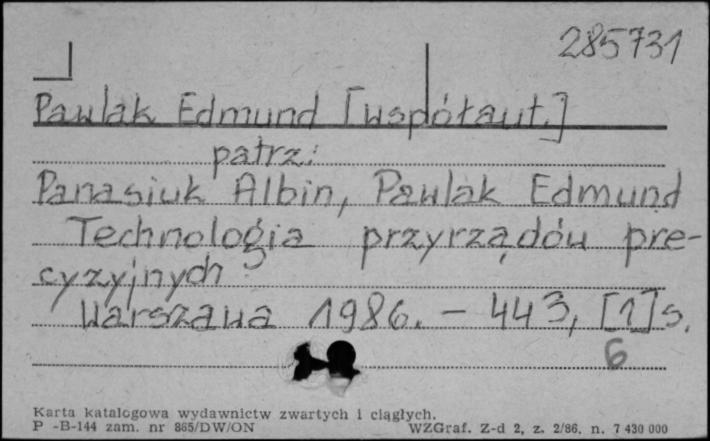 285731
Pawlak Edmund [współaut.]
patrz:
Panasiuk Albin, Pawlak Edmund
Technologia przyrządów pre-
cyzyjnych
Warszawa 1986. - 443, [1] s.
6
Karta katalogowa wydawnictw zwartych i ciągłych.
P -B-144 zam. nr 865/DW/ON WZGraf. Z-d 2, z. 2/86, n. 7 430 000